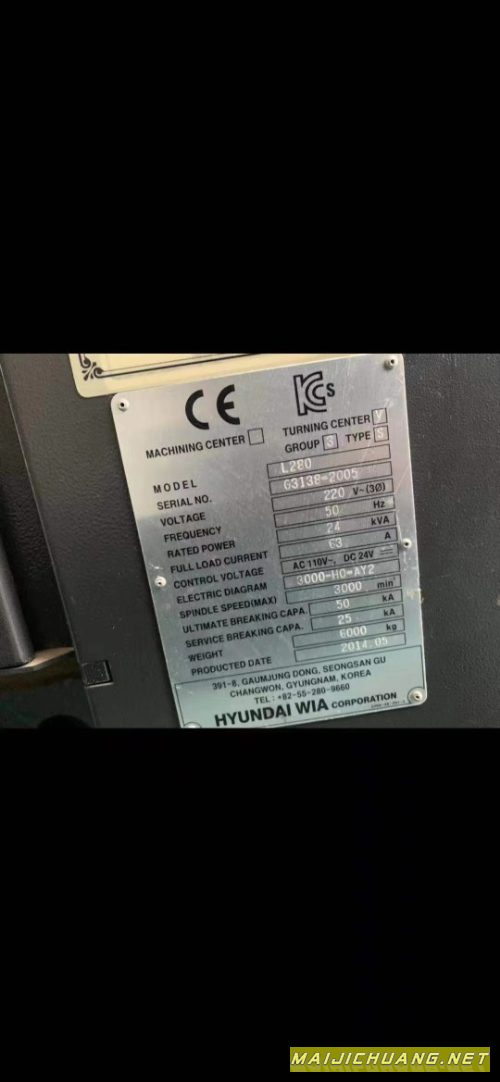 CE KCs
MACHINING CENTER TURNING CENTER V
GROUP 3 TYPE S
MODEL L280
SERIAL NO. G3138-2005
VOLTAGE 220 V~(3Ø)
FREQUENCY 50 Hz
RATED POWER 24 kVA
FULL LOAD CURRENT 63 A
CONTROL VOLTAGE AC 110V~, DC 24V
ELECTRIC DIAGRAM 3000-H0-AY2
SPINDLE SPEED(MAX) 3000 min⁻¹
ULTIMATE BREAKING CAPA. 50 kA
SERVICE BREAKING CAPA. 25 kA
WEIGHT 6000 kg
PRODUCTED DATE 2014.05
391-8, GAUMJUNG DONG, SEONGSAN GU
CHANGWON, GYUNGNAM, KOREA
TEL : +82-55-280-9660
HYUNDAI WIA CORPORATION
MAIJICHUANG.NET